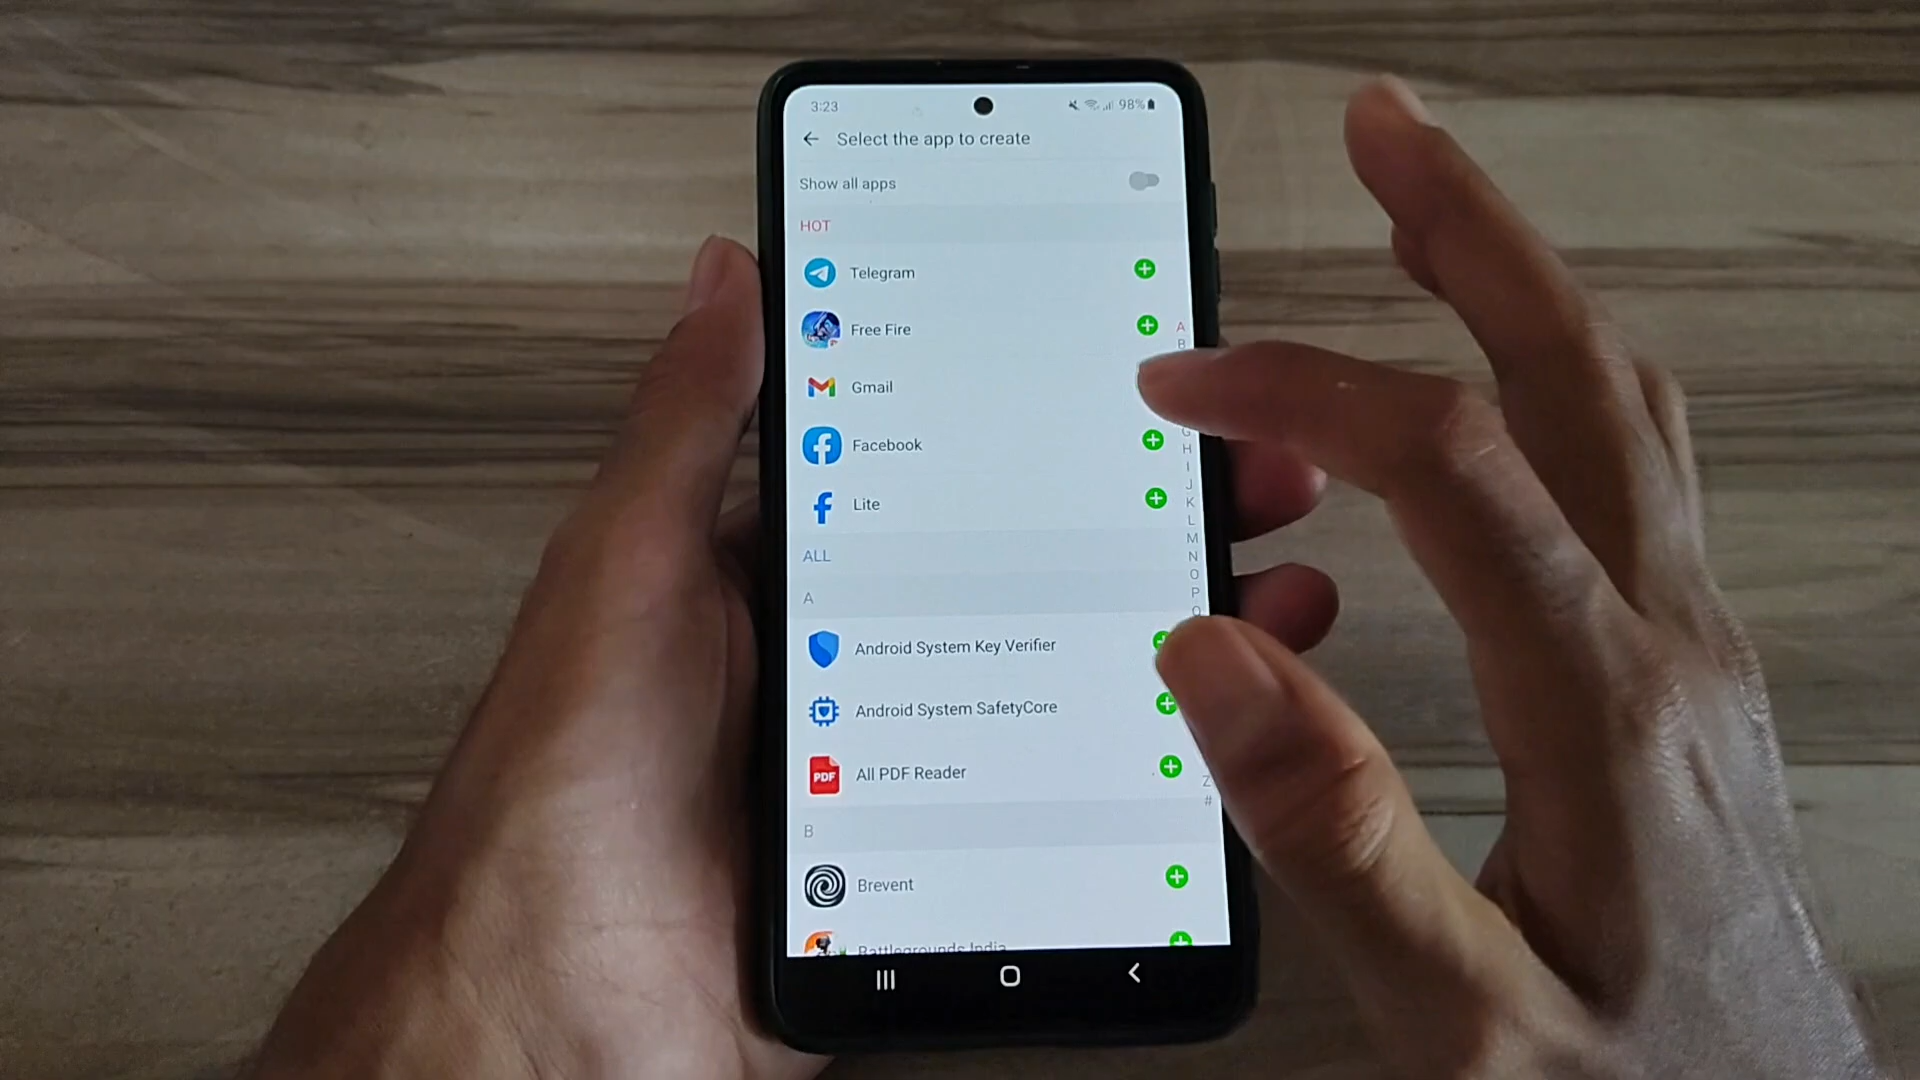 3:23 98%
Select the app to create
Show all apps
HOT
Telegram
Free Fire
Gmail
Facebook
Lite
ALL
A
Android System Key Verifier
Android System SafetyCore
PDF All PDF Reader
B
Brevent
Battlegrounds India
A
B
G
H
I
J
K
L
M
N
O
P
Q
Z
#